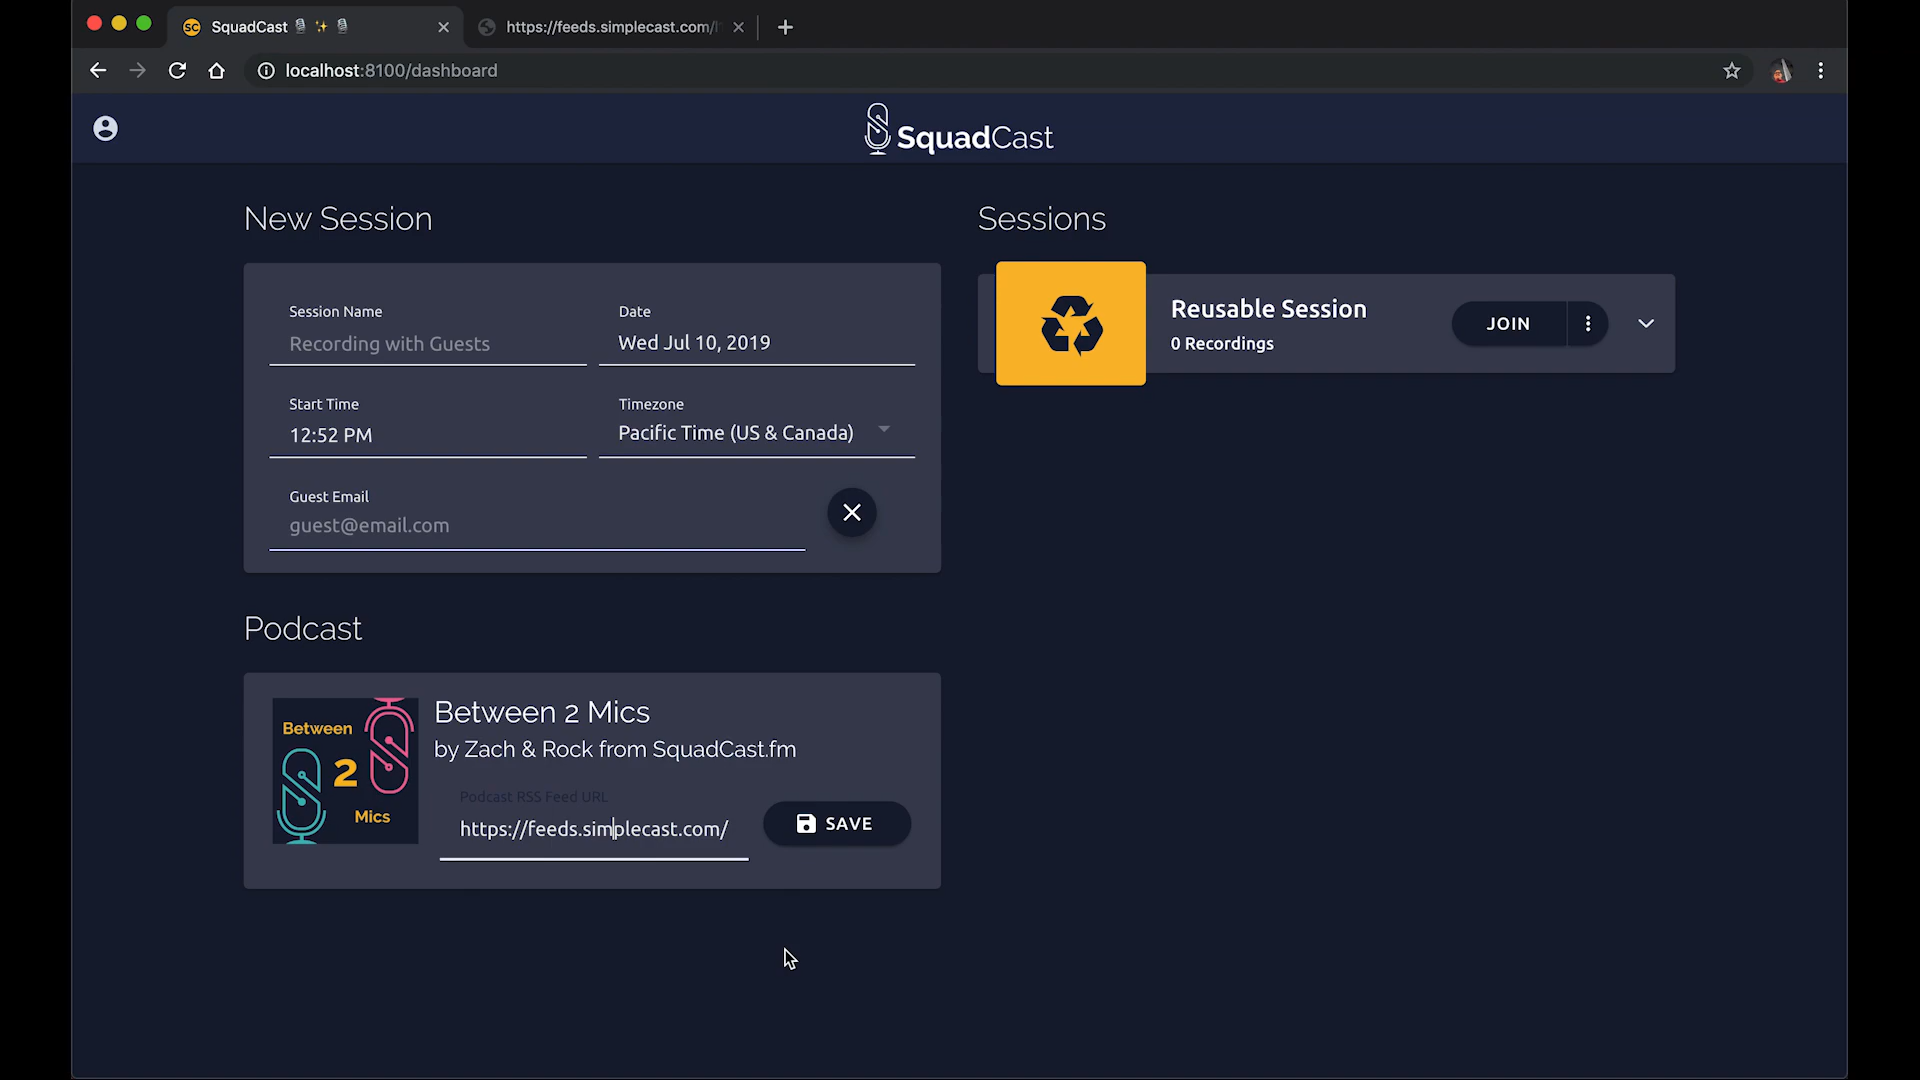 SquadCast
https://feeds.simplecast.com/
localhost:8100/dashboard
SquadCast
New Session
Session Name
Recording with Guests
Date
Wed Jul 10, 2019
Start Time
12:52 PM
Timezone
Pacific Time (US & Canada)
Guest Email
guest@email.com
Sessions
Reusable Session
0 Recordings
JOIN
Podcast
Between
2
Mics
Between 2 Mics
by Zach & Rock from SquadCast.fm
Podcast RSS Feed URL
https://feeds.simplecast.com/
SAVE